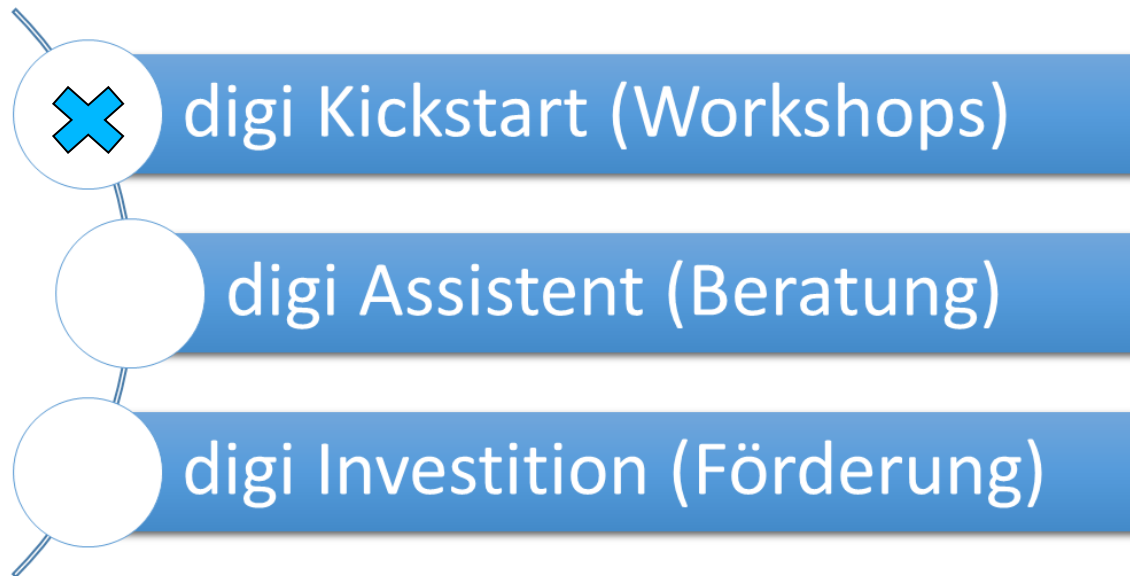 digi Kickstart (Workshops)
digi Assistent (Beratung)
digi Investition (Förderung)